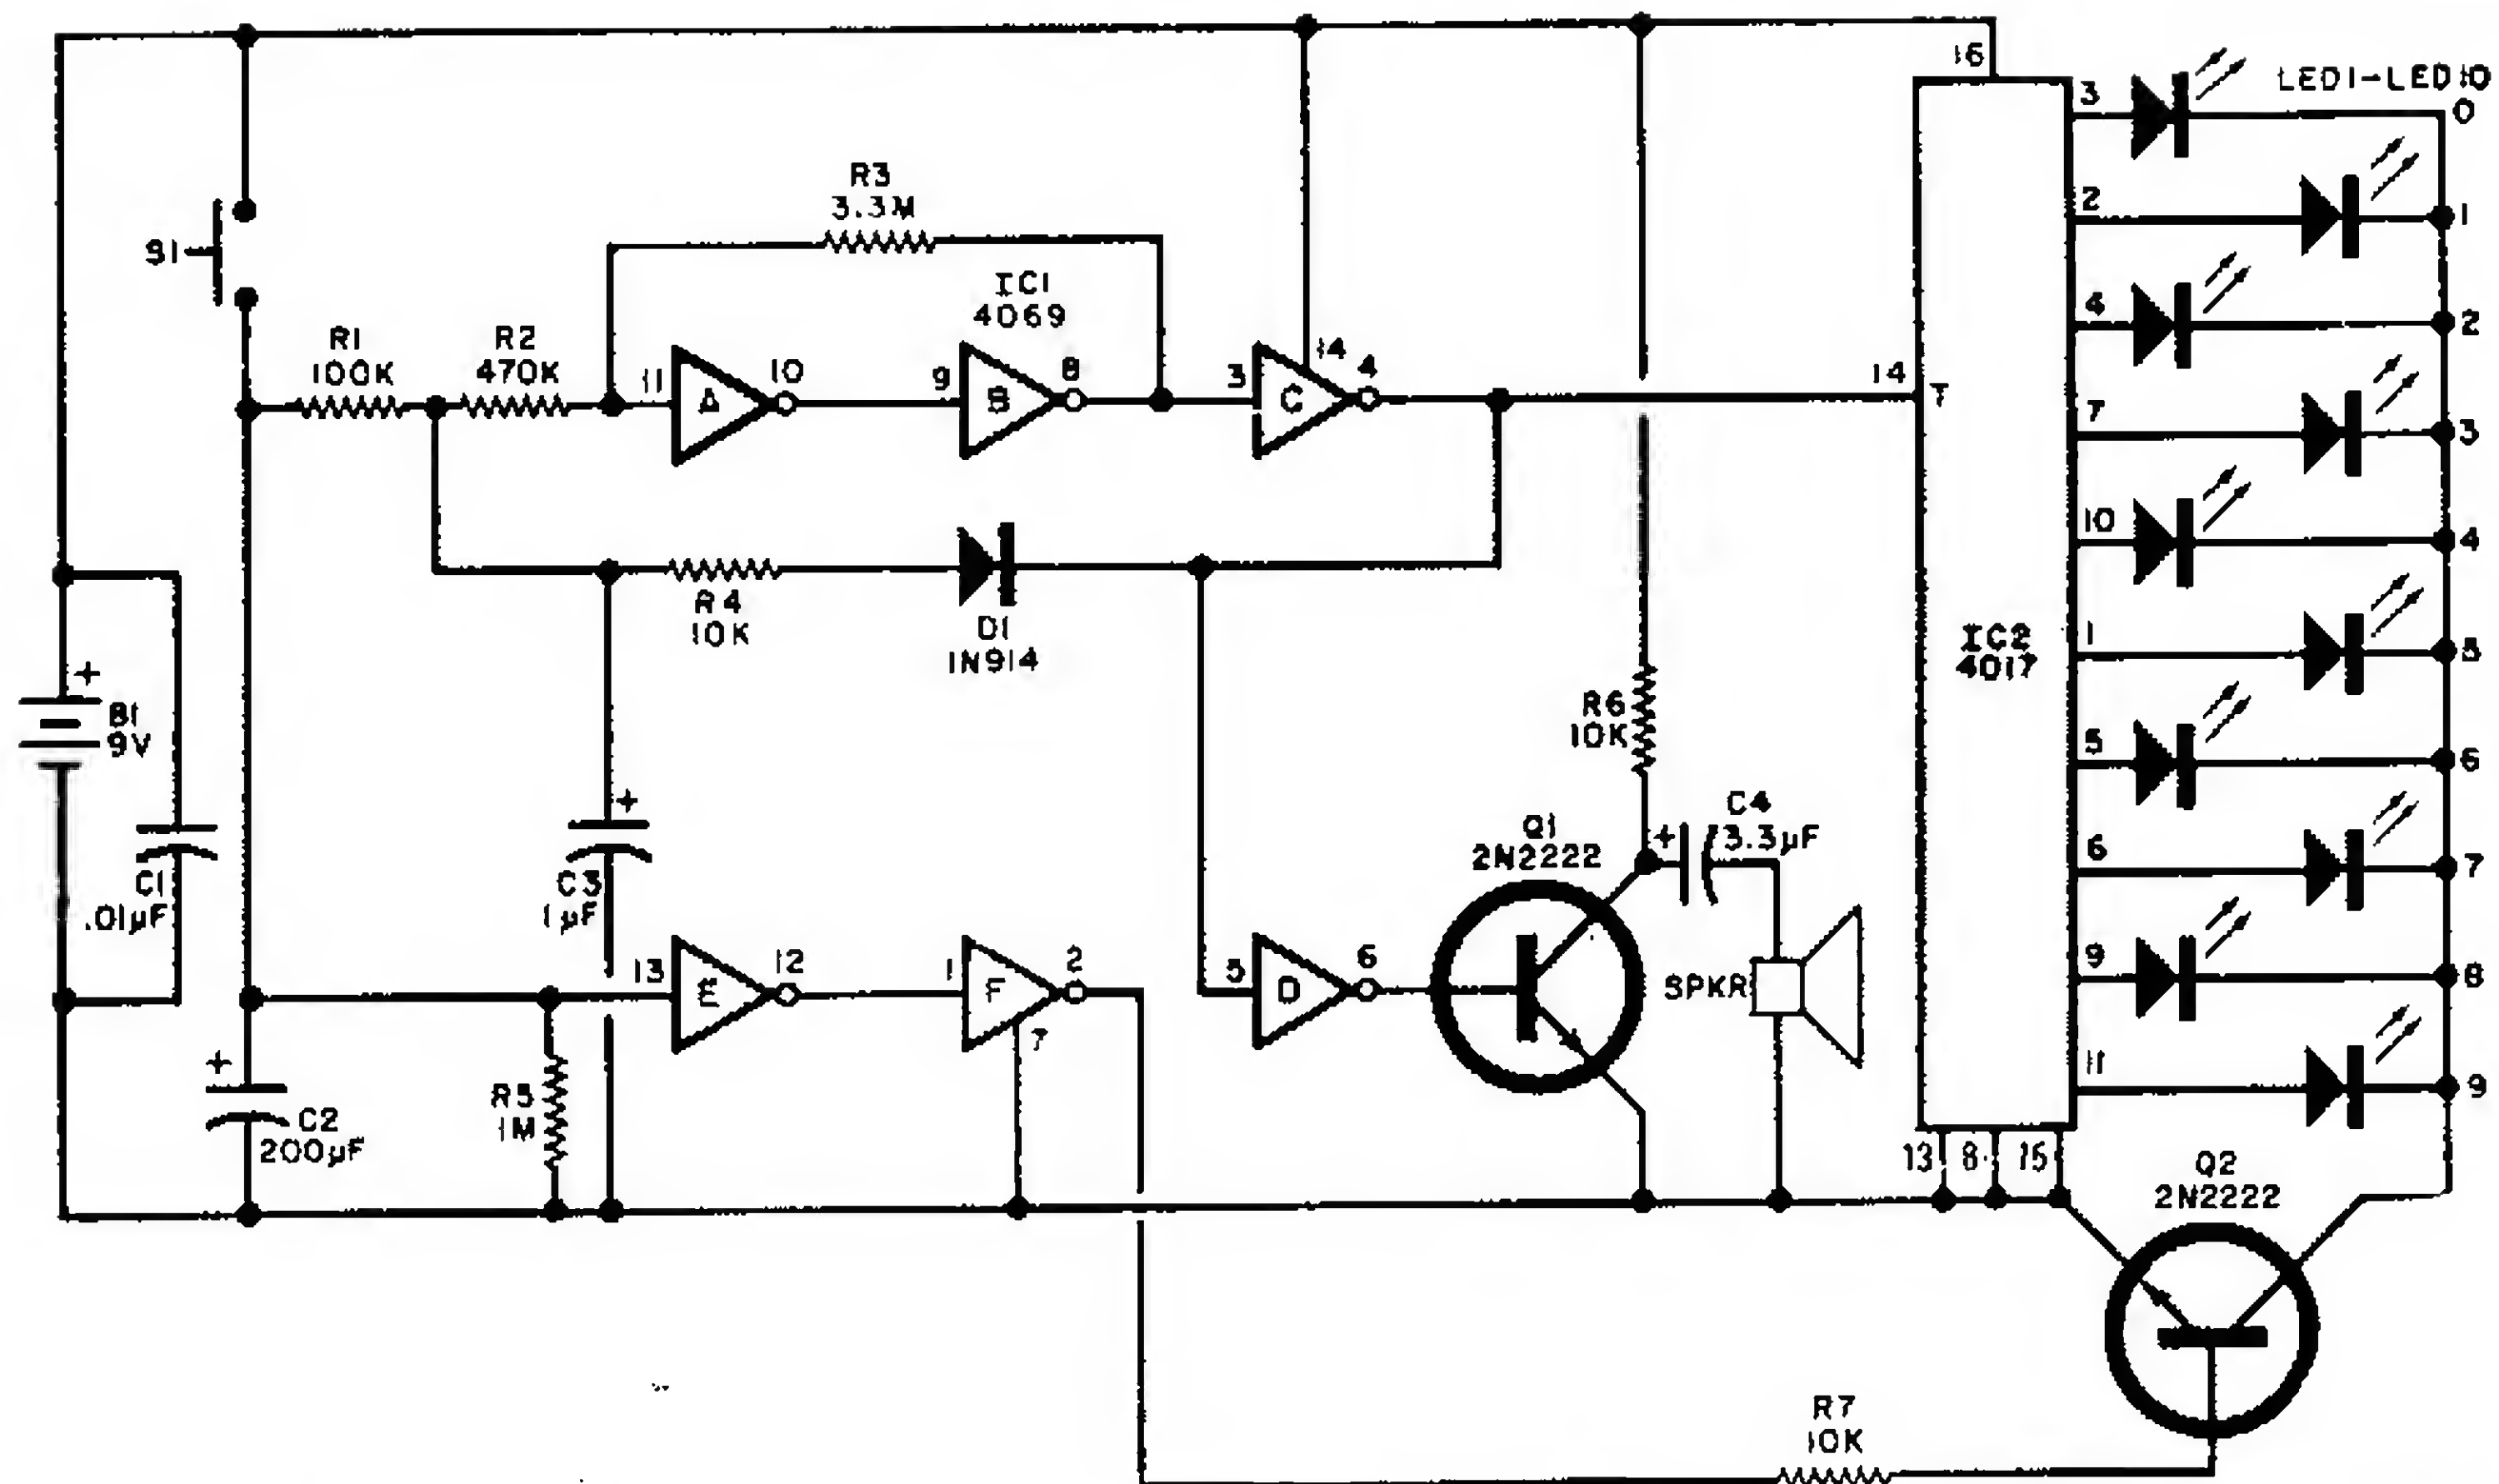 16
3
LED1-LED10
0
R3
3.3M
2
1
S1
IC1
4069
4
2
R1
100K
R2
470K
11
A
10
9
B
8
3
C
14
4
14
T
7
3
10
4
R4
10K
D1
1N914
IC2
4017
1
5
+
B1
9V
R6
10K
5
6
+
C4
3.3µF
Q1
2N2222
+
6
7
C1
.01µF
C3
1µF
13
E
12
1
F
2
7
5
D
6
SPKR
9
8
+
C2
200µF
R5
1M
11
9
13
8
15
Q2
2N2222
R7
10K